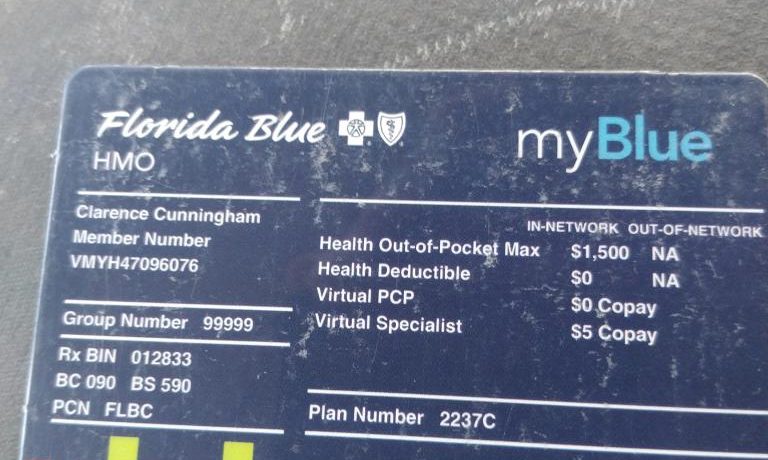 Florida Blue
HMO
myBlue
Clarence Cunningham
Member Number
VMYH47096076
Group Number 99999
Rx BIN 012833
BC 090 BS 590
PCN FLBC
IN-NETWORK OUT-OF-NETWORK
Health Out-of-Pocket Max $1,500 NA
Health Deductible $0 NA
Virtual PCP $0 Copay
Virtual Specialist $5 Copay
Plan Number 2237C